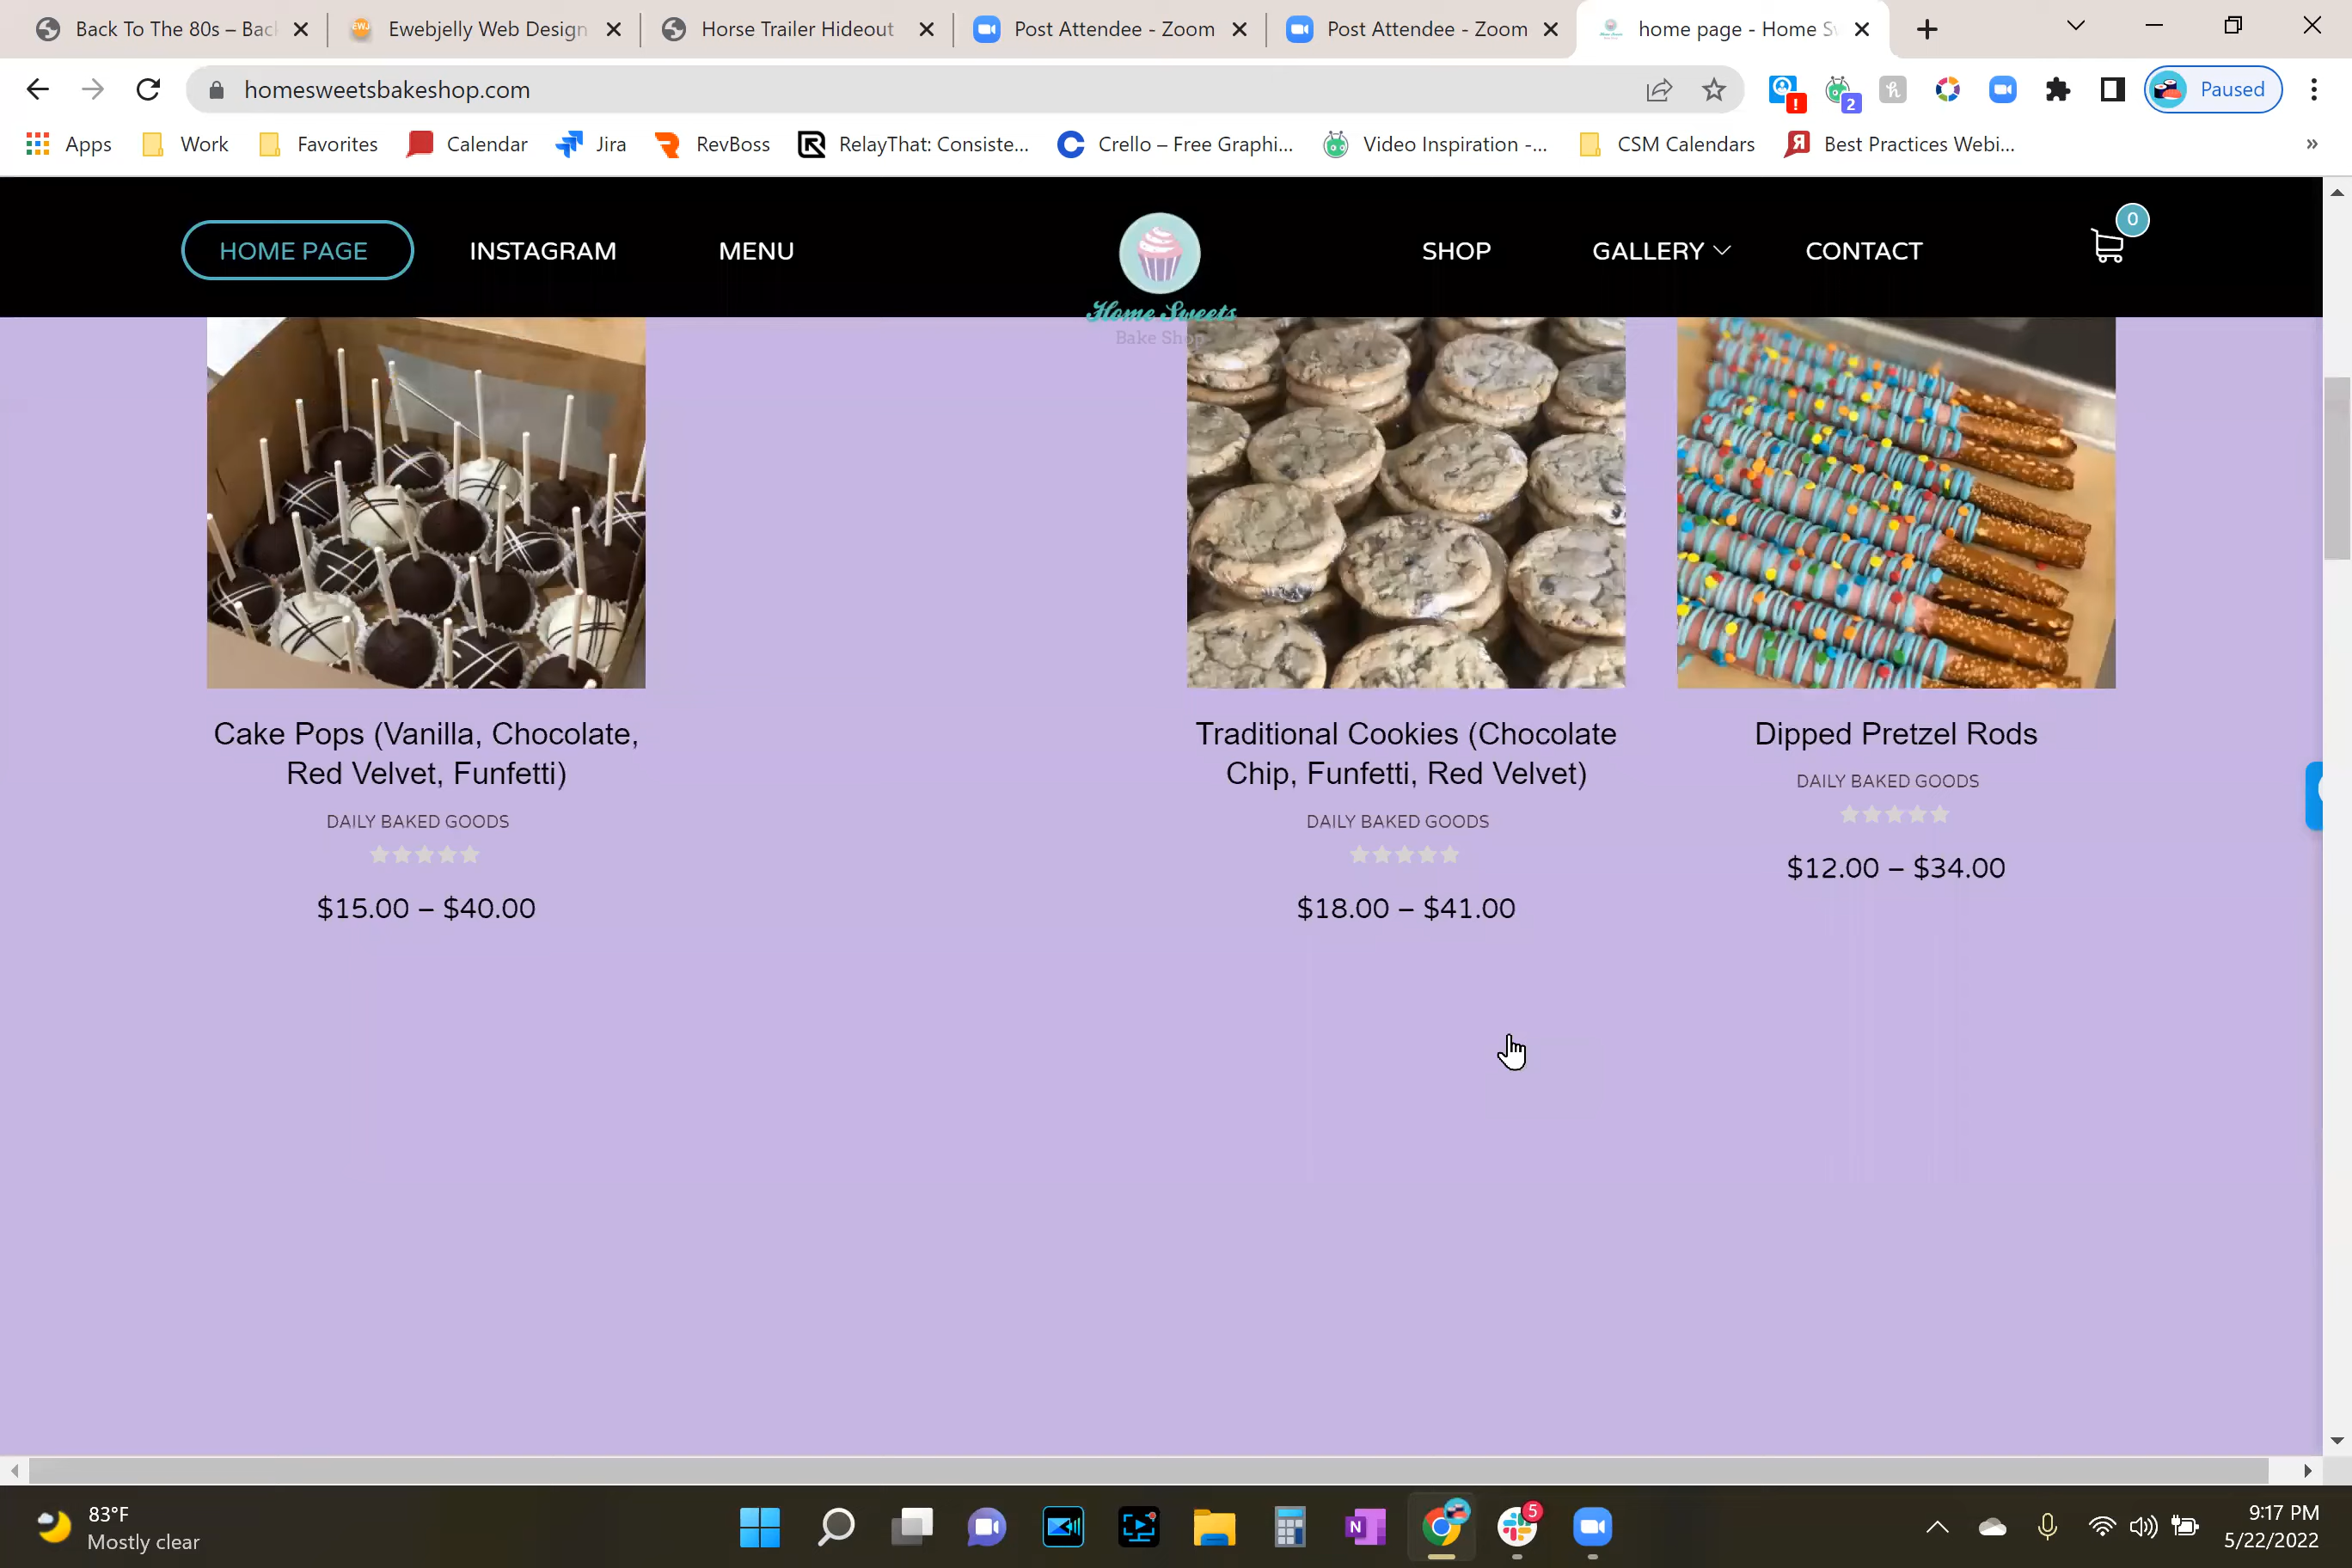 Back To The 80s – Bac
Ewebjelly Web Design
Horse Trailer Hideout
Post Attendee - Zoom
Post Attendee - Zoom
home page - Home Sw
homesweetsbakeshop.com
!
2
Paused
Apps
Work
Favorites
Calendar
Jira
RevBoss
RelayThat: Consiste...
Crello – Free Graphi...
Video Inspiration -...
CSM Calendars
Best Practices Webi...
»
HOME PAGE
INSTAGRAM
MENU
Home Sweets
Bake Shop
SHOP
GALLERY
CONTACT
0
Cake Pops (Vanilla, Chocolate,
Red Velvet, Funfetti)
DAILY BAKED GOODS
$15.00 – $40.00
Traditional Cookies (Chocolate
Chip, Funfetti, Red Velvet)
DAILY BAKED GOODS
$18.00 – $41.00
Dipped Pretzel Rods
DAILY BAKED GOODS
$12.00 – $34.00
83°F
Mostly clear
N
5
9:17 PM
5/22/2022